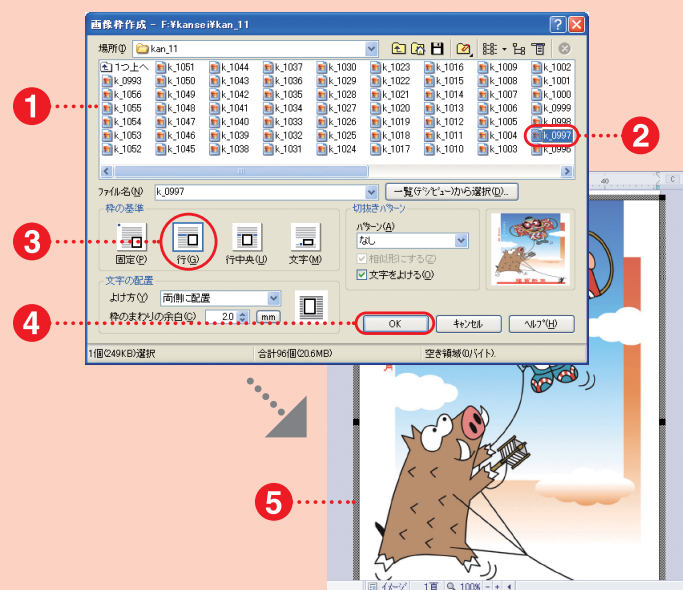 画像枠作成 - F:¥kansei¥kan_11
場所(I) kan_11
1つ上へ k_1051 k_1044 k_1037 k_1030 k_1023 k_1016 k_1009 k_1002
k_0993 k_1050 k_1043 k_1036 k_1029 k_1022 k_1015 k_1008 k_1001
k_1056 k_1049 k_1042 k_1035 k_1028 k_1021 k_1014 k_1007 k_1000
k_1055 k_1048 k_1041 k_1034 k_1027 k_1020 k_1013 k_1006 k_0999
k_1054 k_1047 k_1040 k_1033 k_1026 k_1019 k_1012 k_1005 k_0998
k_1053 k_1046 k_1039 k_1032 k_1025 k_1018 k_1011 k_1004 k_0997
k_1052 k_1045 k_1038 k_1031 k_1024 k_1017 k_1010 k_1003 k_0996
1
2
ファイル名(N) k_0997 一覧(デジビュー)から選択(D)...
枠の基準
固定(P) 行(G) 行中央(U) 文字(M)
3
切抜きパターン
パターン(A)
なし
相似形にする(Z)
文字をよける(O)
文字の配置
よけ方(Y) 両側に配置
枠のまわりの余白(C) 2.0 mm
4
OK キャンセル ヘルプ(H)
1個(249KB)選択 合計96個(20.6MB) 空き領域(0バイト).
40 C
月
5
イメージ 1頁 100% - +